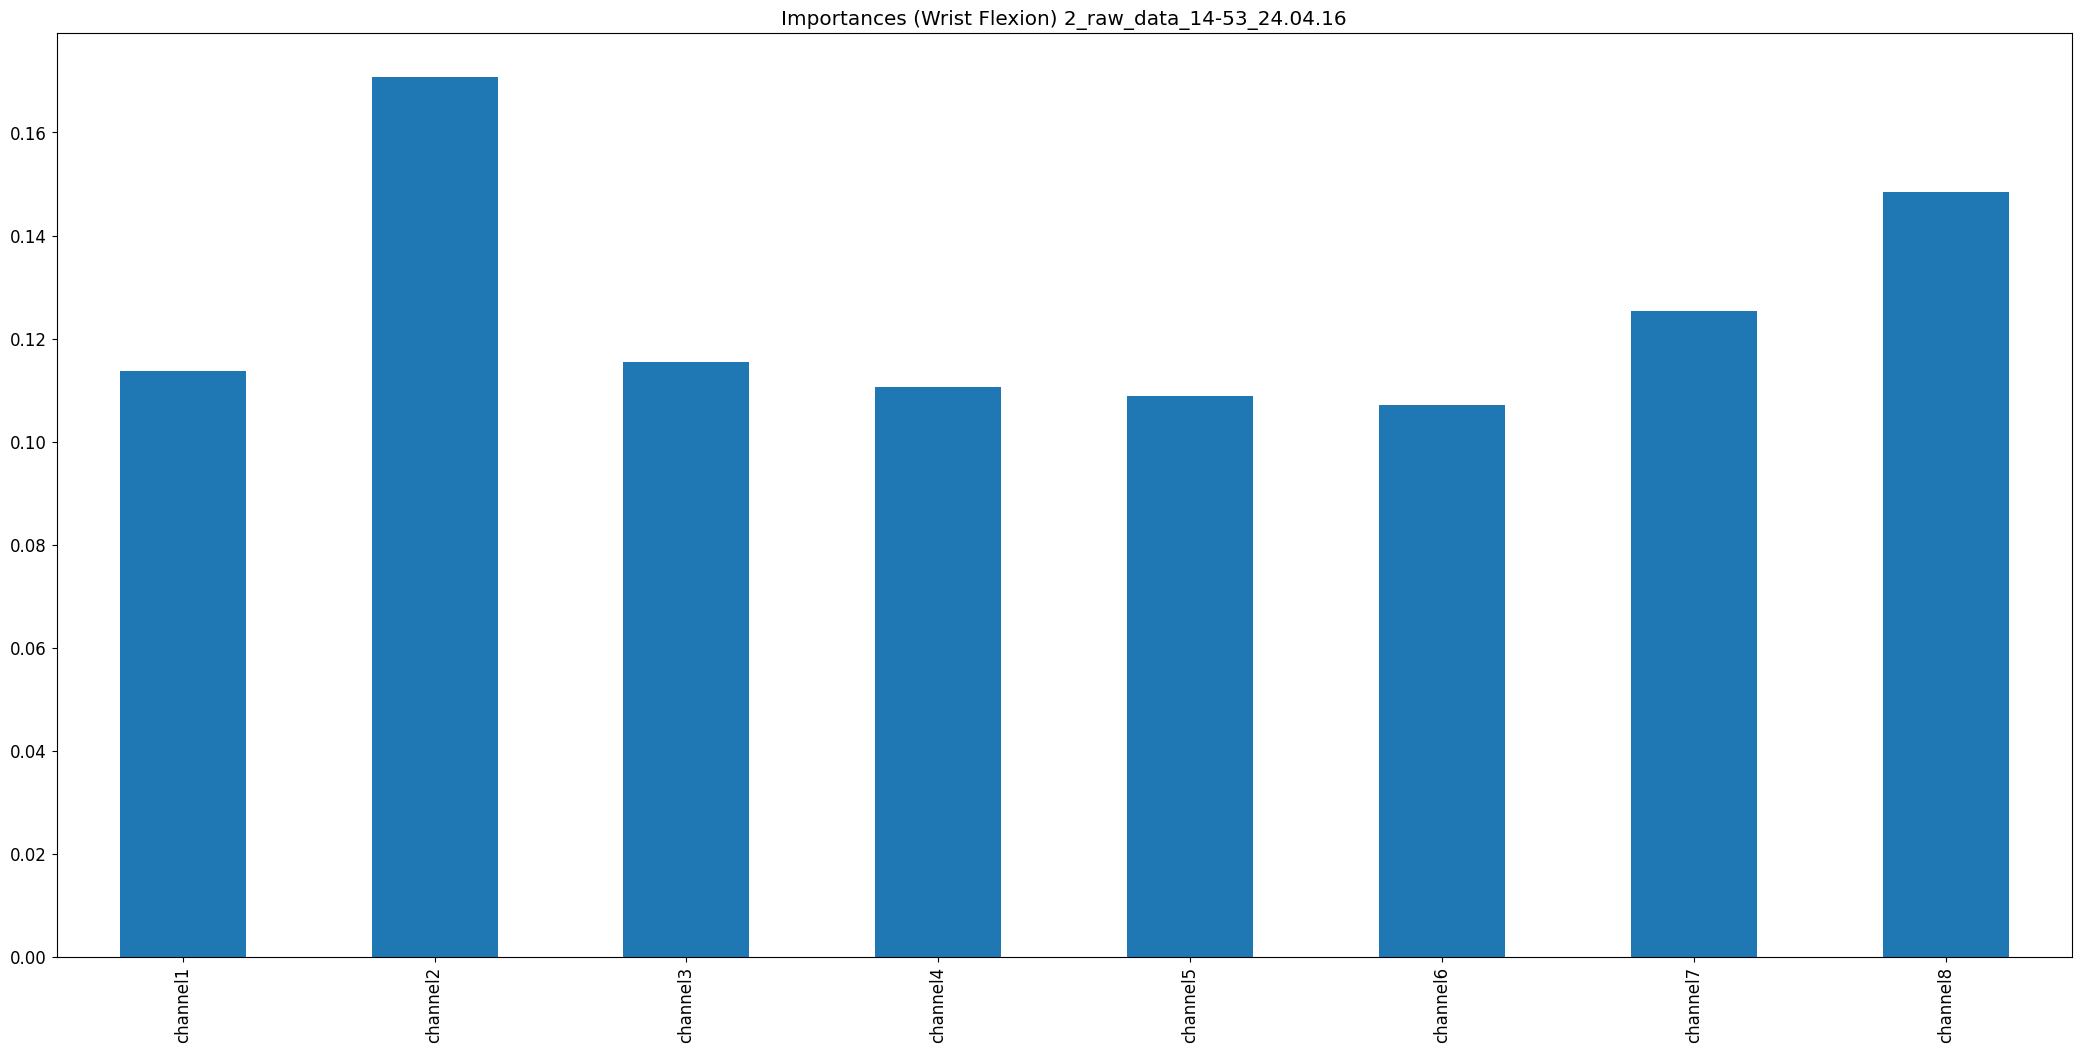 Importances (Wrist Flexion) 2_raw_data_14-53_24.04.16
0.16
0.14
0.12
0.10
0.08
0.06
0.04
0.02
0.00
channel1
channel2
channel3
channel4
channel5
channel6
channel7
channel8